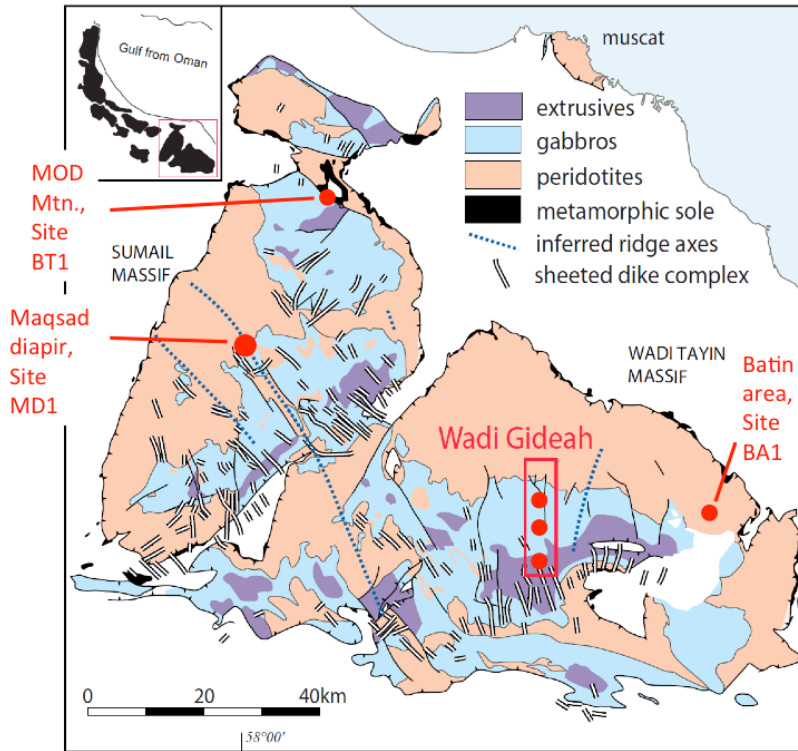 Gulf from Oman
muscat
extrusives
gabbros
peridotites
metamorphic sole
inferred ridge axes
sheeted dike complex
MOD
Mtn.,
Site
BT1
SUMAIL
MASSIF
Maqsad
diapir,
Site
MD1
WADI TAYIN
MASSIF
Batin
area,
Site
BA1
Wadi Gideah
0 20 40km
58°00'